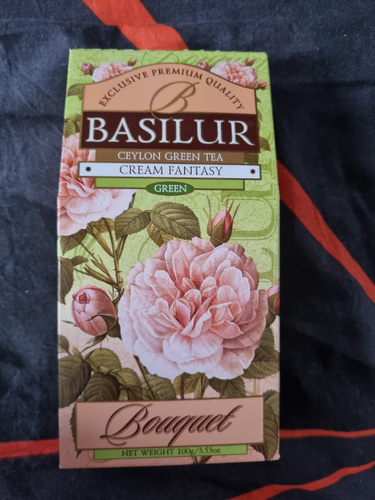 EXCLUSIVE PREMIUM QUALITY
B
BASILUR
CEYLON GREEN TEA
CREAM FANTASY
GREEN
Bouquet
NET WEIGHT 100g/3.53oz